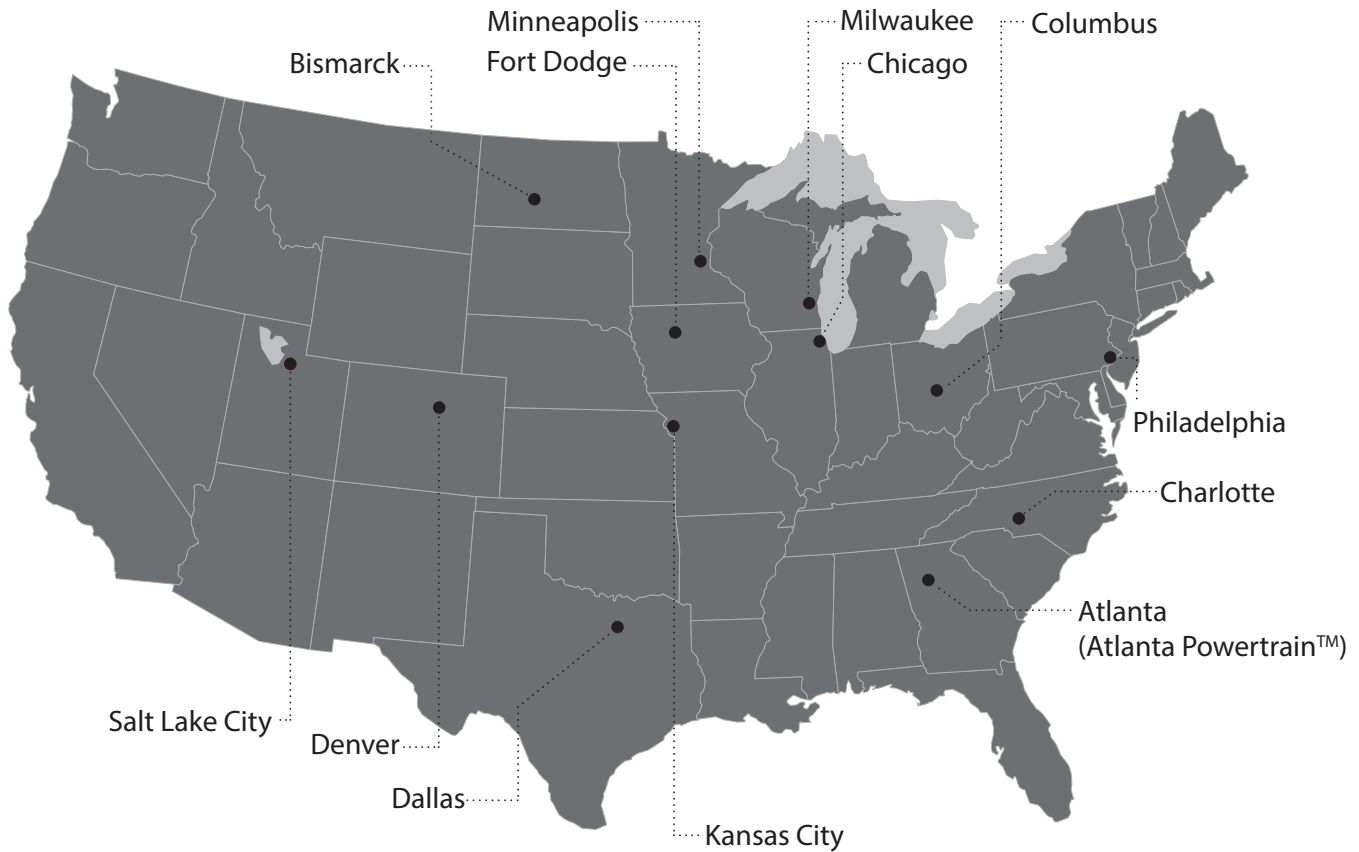 Minneapolis
Milwaukee
Columbus
Bismarck
Fort Dodge
Chicago
Philadelphia
Charlotte
Atlanta
(Atlanta Powertrain™)
Salt Lake City
Denver
Dallas
Kansas City